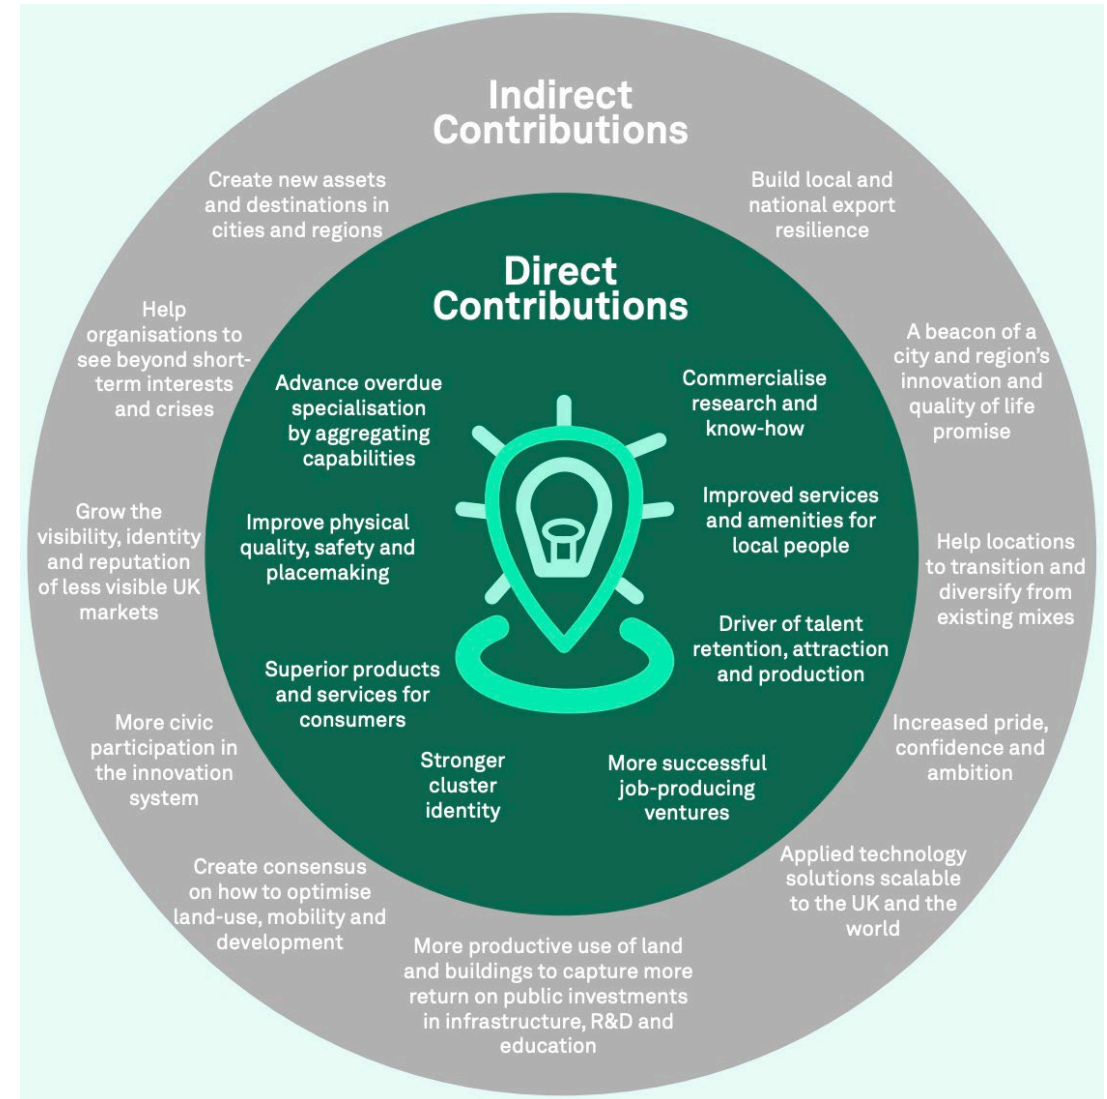 Indirect
Contributions
Create new assets
and destinations in
cities and regions
Build local and
national export
resilience
Help
organisations to
see beyond short-
term interests
and crises
A beacon of a
city and region's
innovation and
quality of life
promise
Grow the
visibility, identity
and reputation
of less visible UK
markets
Help locations
to transition and
diversify from
existing mixes
More civic
participation in
the innovation
system
Increased pride,
confidence and
ambition
Create consensus
on how to optimise
land-use, mobility and
development
Applied technology
solutions scalable
to the UK and the
world
More productive use of land
and buildings to capture more
return on public investments
in infrastructure, R&D and
education
Direct
Contributions
Advance overdue
specialisation
by aggregating
capabilities
Commercialise
research and
know-how
Improve physical
quality, safety and
placemaking
Improved services
and amenities for
local people
Superior products
and services for
consumers
Driver of talent
retention, attraction
and production
Stronger
cluster
identity
More successful
job-producing
ventures